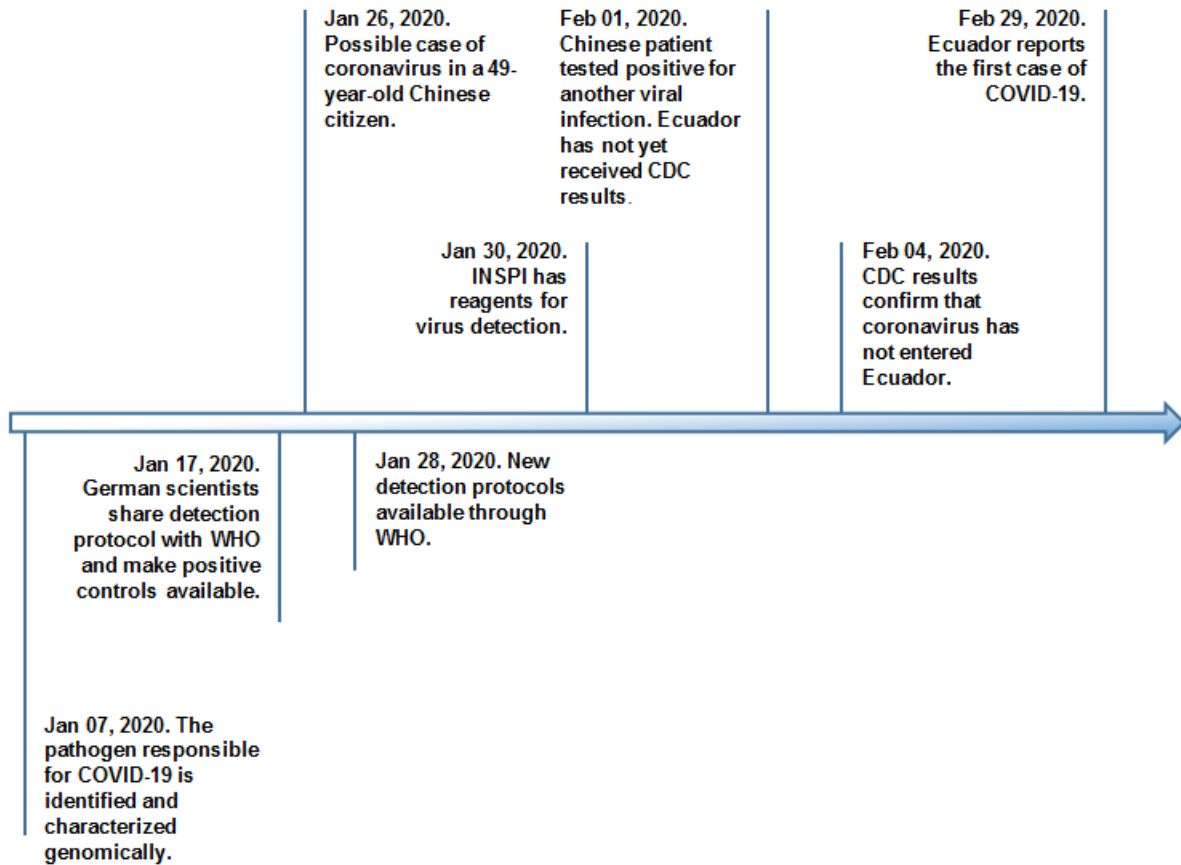 Jan 26, 2020.
Possible case of
coronavirus in a 49-
year-old Chinese
citizen.
Feb 01, 2020.
Chinese patient
tested positive for
another viral
infection. Ecuador
has not yet
received CDC
results.
Feb 29, 2020.
Ecuador reports
the first case of
COVID-19.
Jan 30, 2020.
INSPI has
reagents for
virus detection.
Feb 04, 2020.
CDC results
confirm that
coronavirus has
not entered
Ecuador.
Jan 17, 2020.
German scientists
share detection
protocol with WHO
and make positive
controls available.
Jan 28, 2020. New
detection protocols
available through
WHO.
Jan 07, 2020. The
pathogen responsible
for COVID-19 is
identified and
characterized
genomically.